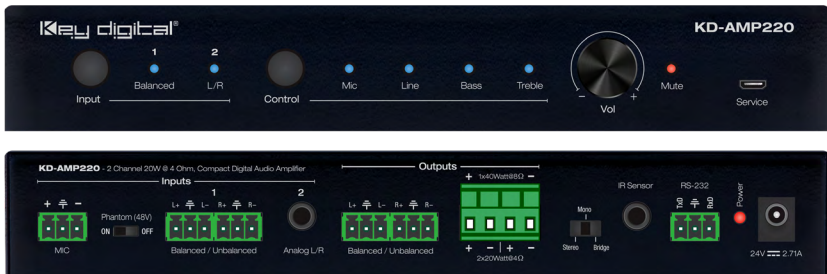 Key digital®
KD-AMP220
1 2
Balanced L/R
Mic Line Bass Treble
Mute
Input
Control
− +
Vol
Service
KD-AMP220 - 2 Channel 20W @ 4 Ohm, Compact Digital Audio Amplifier
Inputs
Outputs
+ 1x40Watt@8Ω −
1 2
IR Sensor
RS-232
Power
+ −
Phantom (48V)
ON OFF
L+ L− R+ R−
L+ L− R+ R−
Mono
Stereo Bridge
TxD RxD
MIC
Balanced / Unbalanced
Analog L/R
Balanced / Unbalanced
+ − + −
2x20Watt@4Ω
24V 2.71A